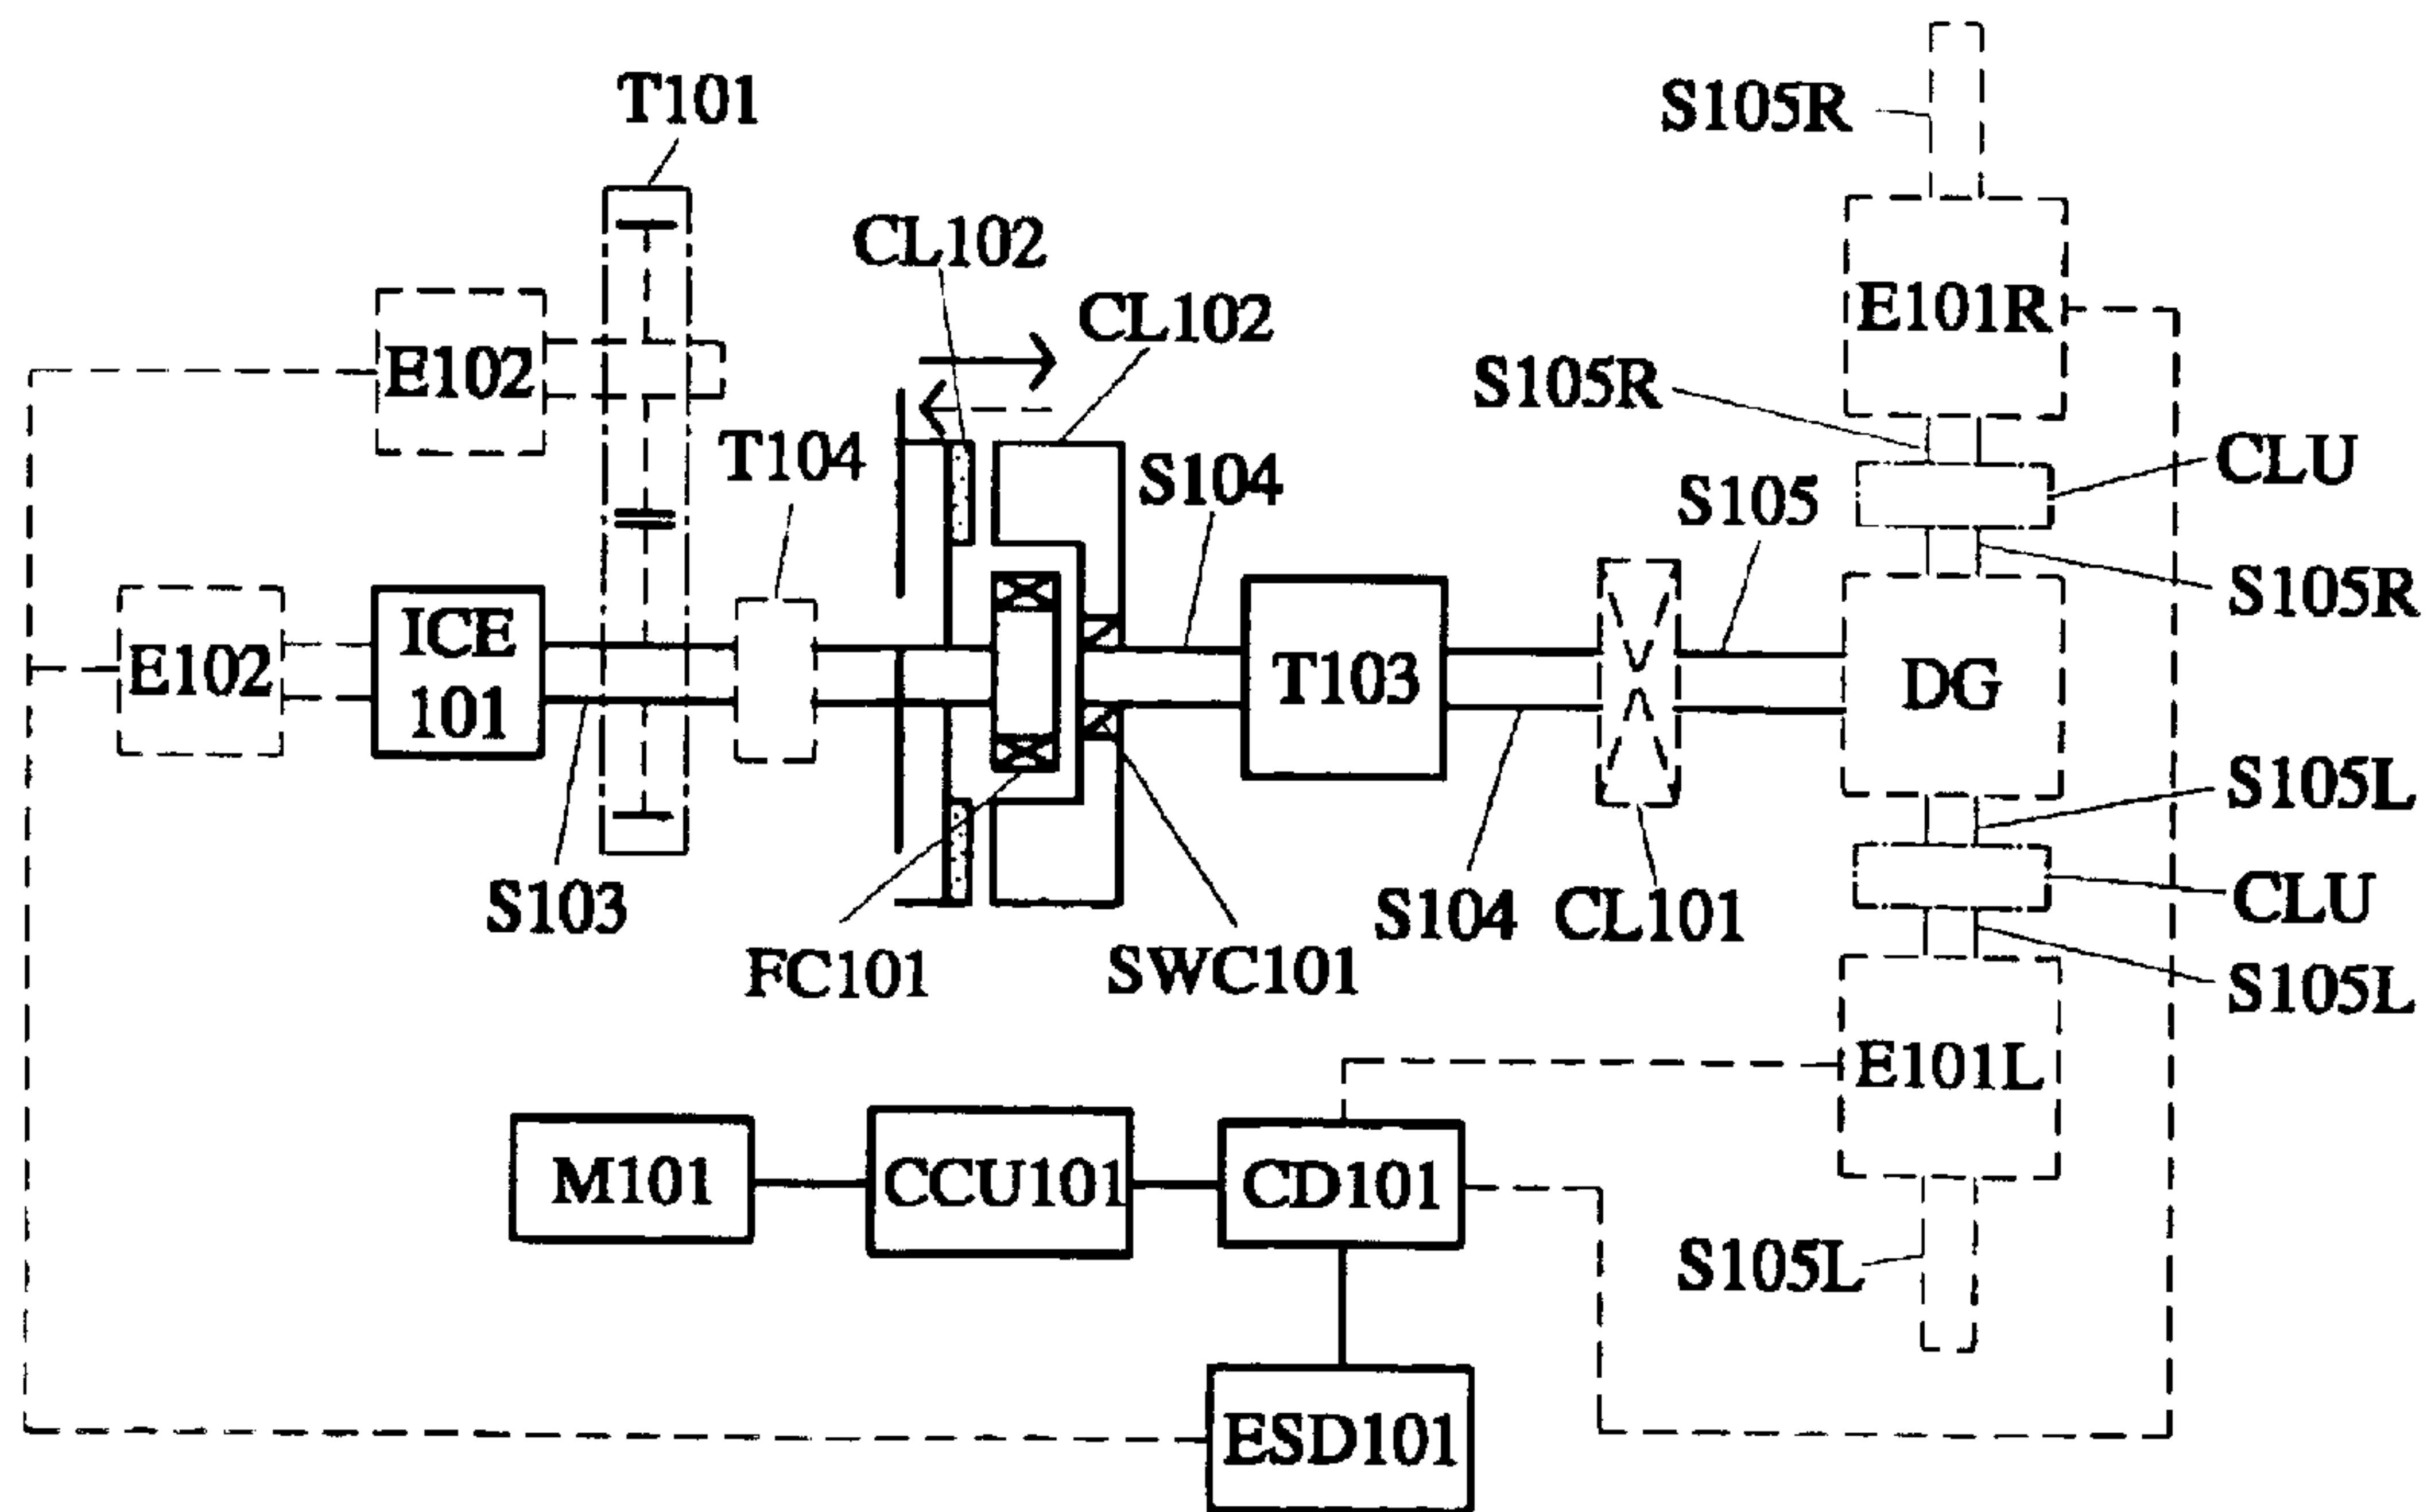 T101
S105R
CL102
CL102
E101R
E102
S105R
T104
S104
S105
CLU
S105R
E102
ICE
101
T103
DG
S105L
S103
FC101
SWC101
S104
CL101
CLU
S105L
E101L
M101
CCU101
CD101
S105L
ESD101